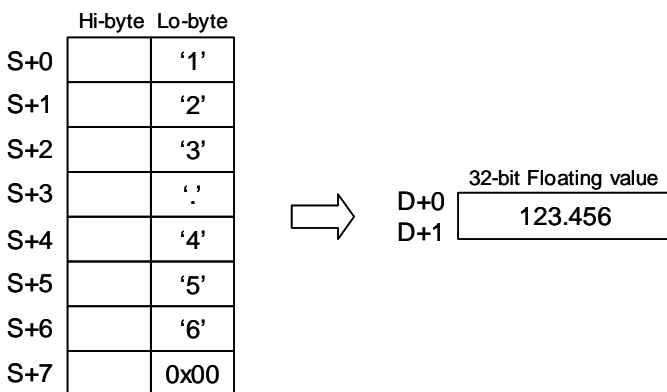 Hi-byte Lo-byte
S+0 ‘1’
S+1 ‘2’
S+2 ‘3’
S+3 ‘.’
S+4 ‘4’
S+5 ‘5’
S+6 ‘6’
S+7 0x00
32-bit Floating value
D+0
D+1
123.456